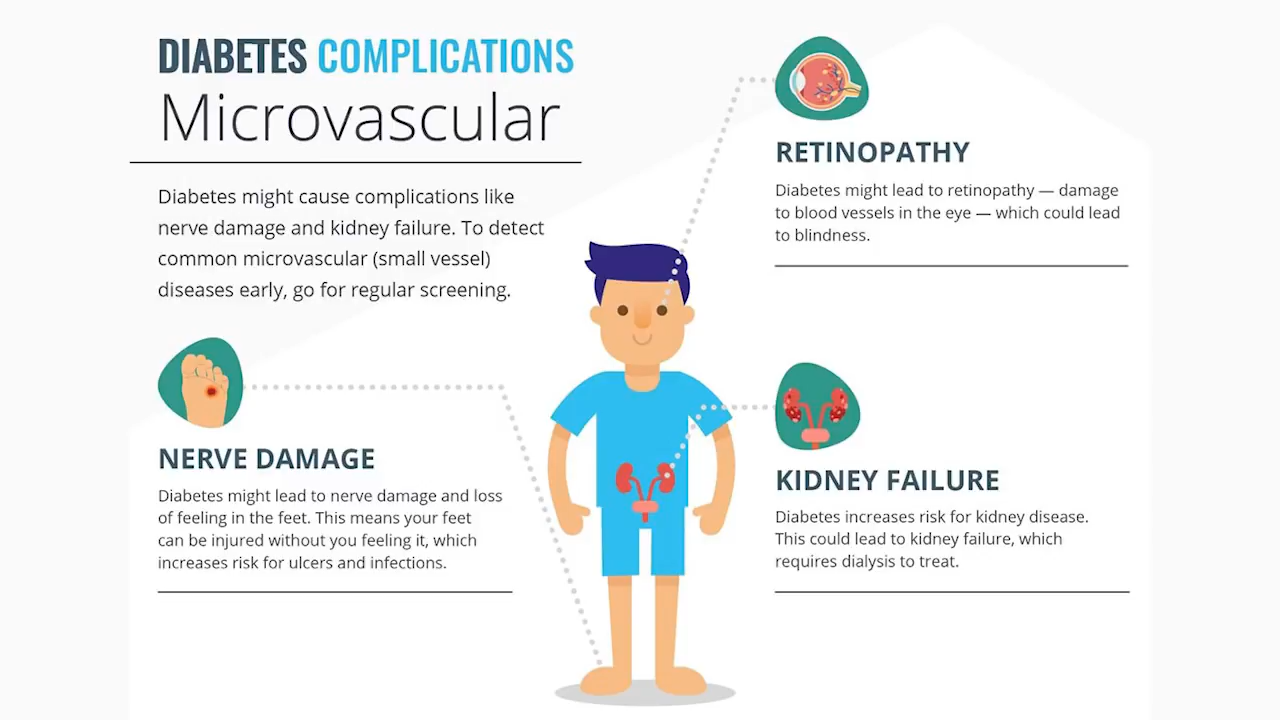 DIABETES COMPLICATIONS
Microvascular
Diabetes might cause complications like
nerve damage and kidney failure. To detect
common microvascular (small vessel)
diseases early, go for regular screening.
RETINOPATHY
Diabetes might lead to retinopathy — damage
to blood vessels in the eye — which could lead
to blindness.
NERVE DAMAGE
Diabetes might lead to nerve damage and loss
of feeling in the feet. This means your feet
can be injured without you feeling it, which
increases risk for ulcers and infections.
KIDNEY FAILURE
Diabetes increases risk for kidney disease.
This could lead to kidney failure, which
requires dialysis to treat.